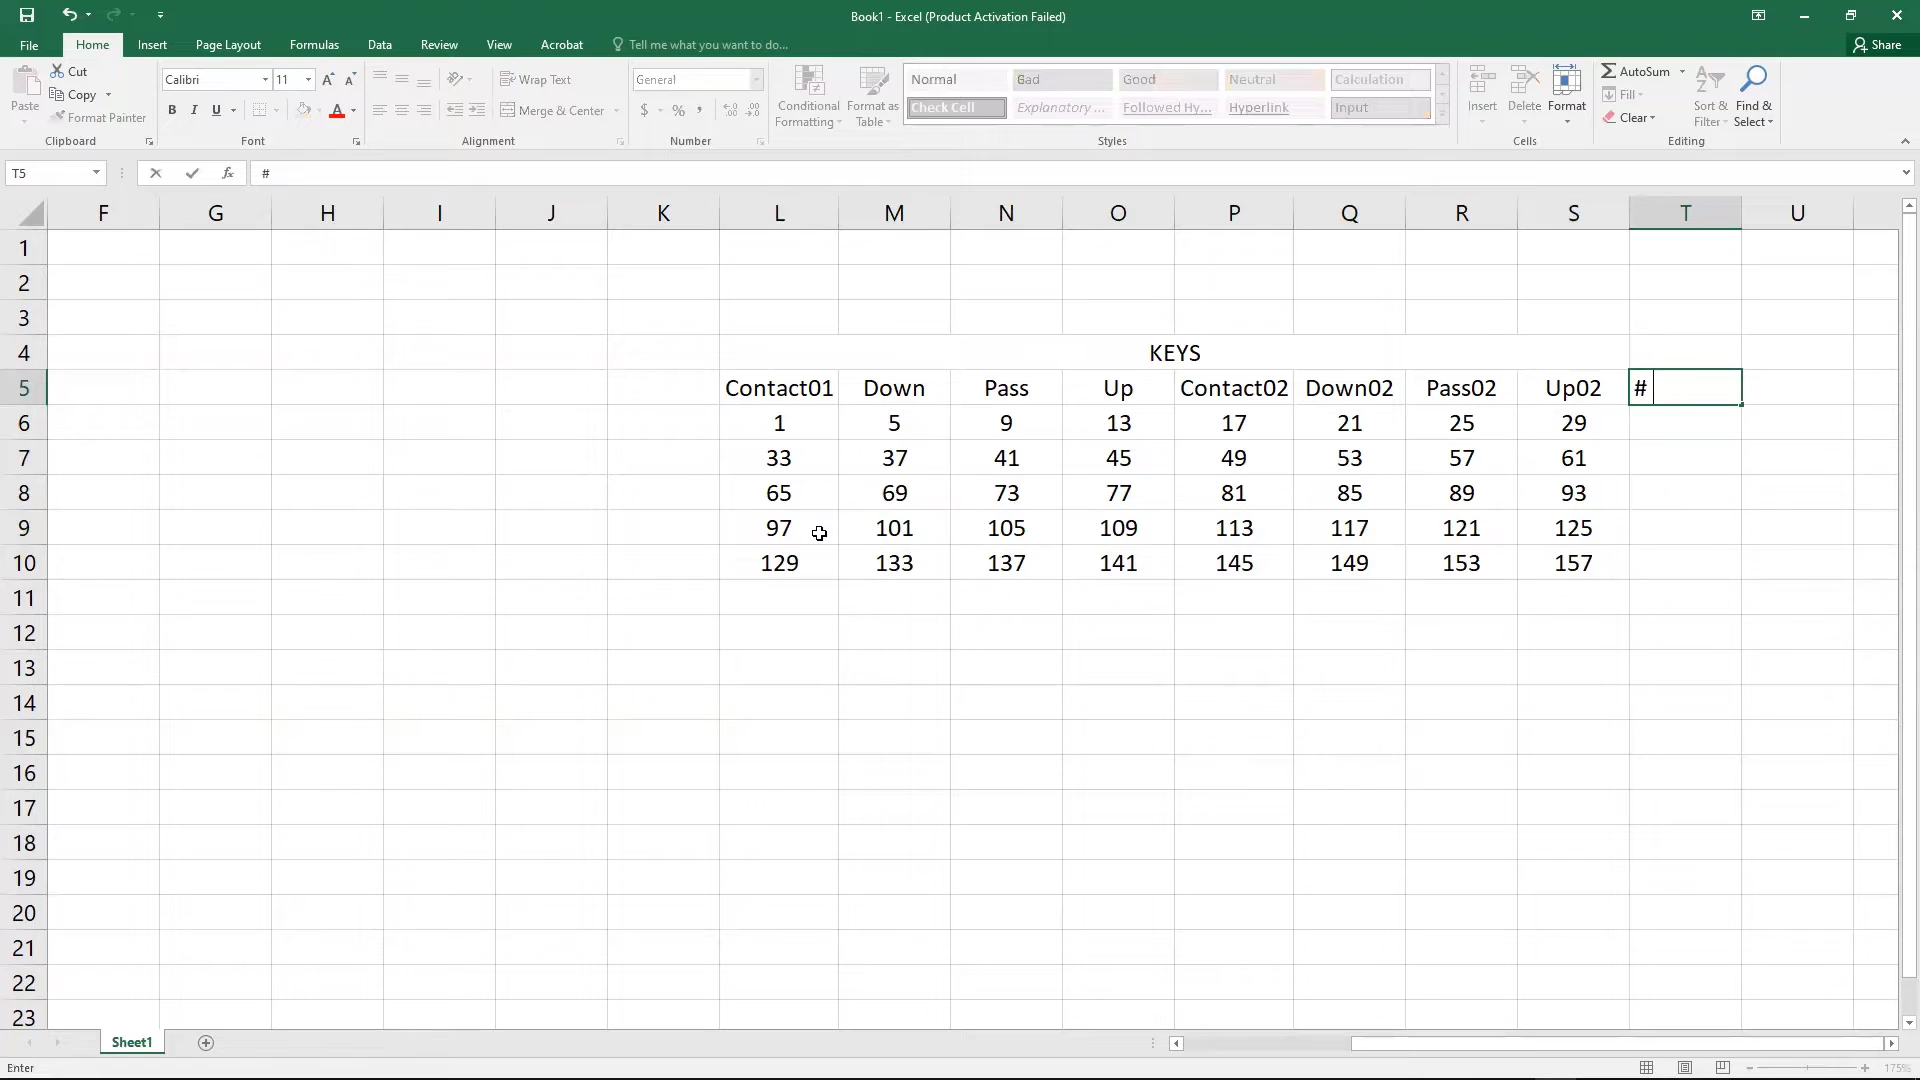 Book1 - Excel (Product Activation Failed)
File Home Insert Page Layout Formulas Data Review View Acrobat Tell me what you want to do... Share
Paste
Cut
Copy
Format Painter
Clipboard
Calibri 11
B I U
Font
Wrap Text
Merge & Center
Alignment
General
$ % ,
Number
Conditional Formatting
Format as Table
Normal Bad Good Neutral Calculation
Check Cell Explanatory ... Followed Hy... Hyperlink Input
Styles
Insert Delete Format
Cells
AutoSum
Fill
Clear
Sort & Filter
Find & Select
Editing
T5 fx #
F G H I J K L M N O P Q R S T U
1
2
3
4 KEYS
5 Contact01 Down Pass Up Contact02 Down02 Pass02 Up02 #
6 1 5 9 13 17 21 25 29
7 33 37 41 45 49 53 57 61
8 65 69 73 77 81 85 89 93
9 97 101 105 109 113 117 121 125
10 129 133 137 141 145 149 153 157
11
12
13
14
15
16
17
18
19
20
21
22
23
Sheet1
Enter 175%